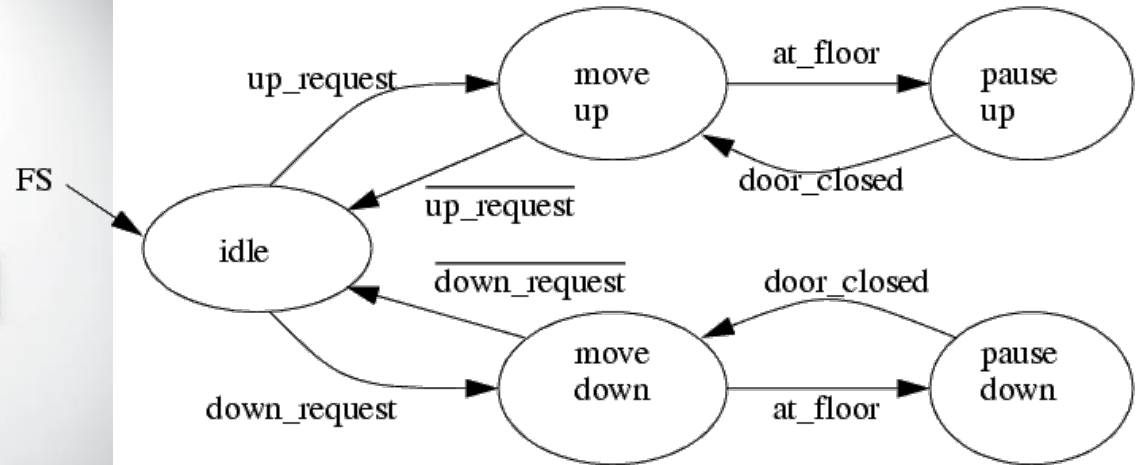 up_request
move
up
at_floor
pause
up
FS
up_request
door_closed
idle
down_request
door_closed
move
down
pause
down
down_request
at_floor